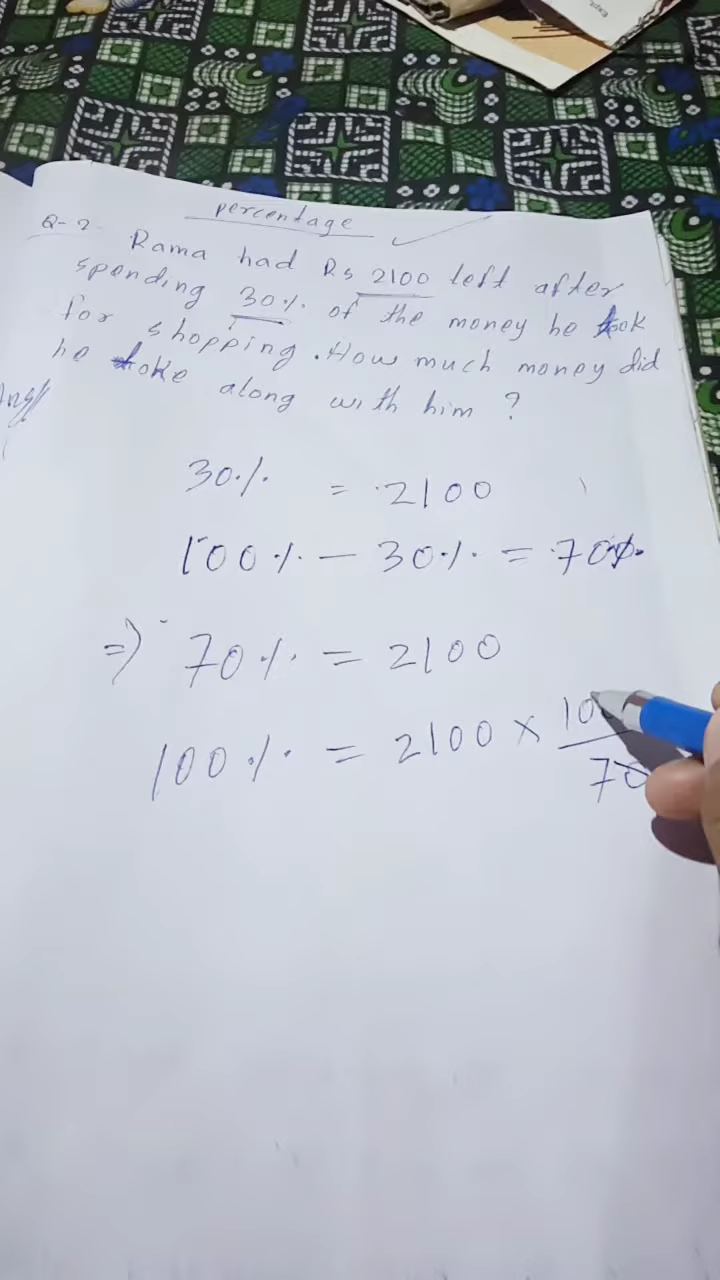 percentage
Q-2 Rama had Rs 2100 left after
spending 30% of the money he took
for shopping. How much money did
he toke along with him ?
Ans
30% = 2100
100% - 30% = 70%
=> 70% = 2100
100% = 2100 × 100/70